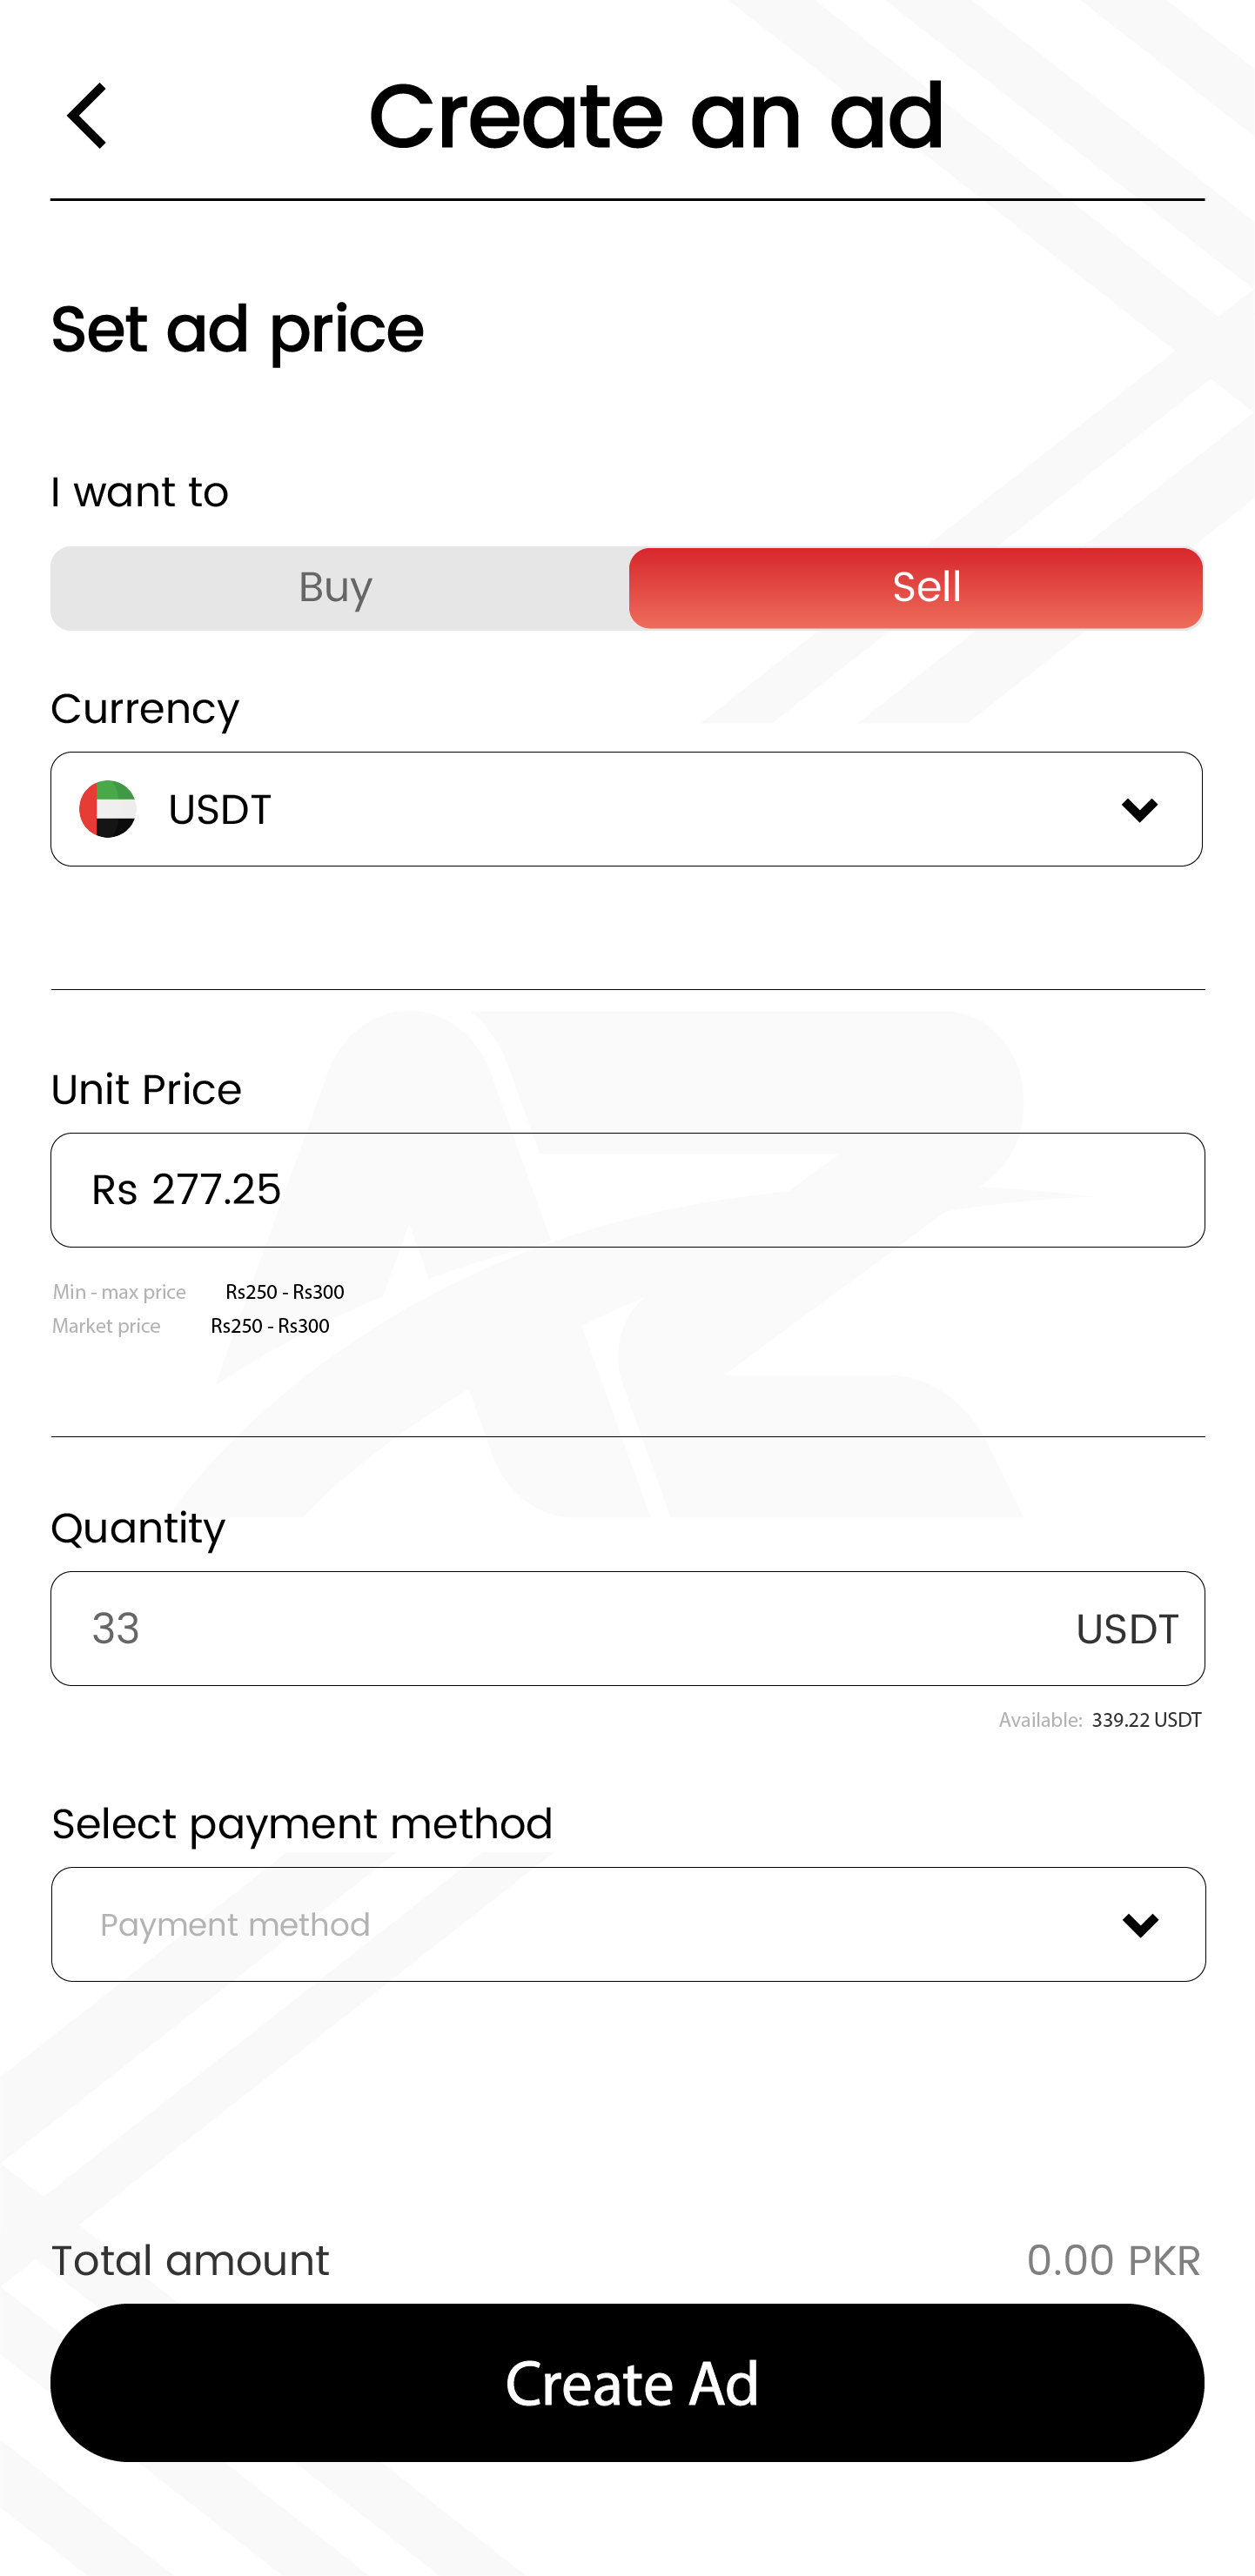 Create an ad
Set ad price
I want to
Buy Sell
Currency
USDT
Unit Price
Rs 277.25
Min - max price Rs250 - Rs300
Market price Rs250 - Rs300
Quantity
33 USDT
Available: 339.22 USDT
Select payment method
Payment method
Total amount 0.00 PKR
Create Ad